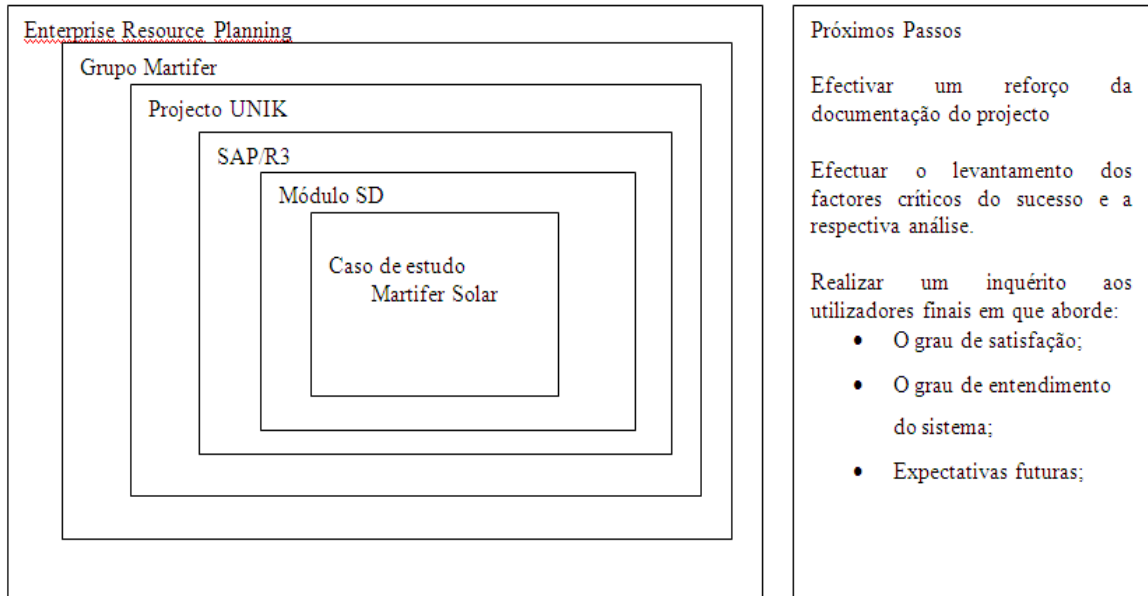 Enterprise Resource Planning
Grupo Martifer
Projecto UNIK
SAP/R3
Módulo SD
Caso de estudo
Martifer Solar
Próximos Passos
Efectivar um reforço da
documentação do projecto
Efectuar o levantamento dos
factores críticos do sucesso e a
respectiva análise.
Realizar um inquérito aos
utilizadores finais em que aborde:
• O grau de satisfação;
• O grau de entendimento
do sistema;
• Expectativas futuras;